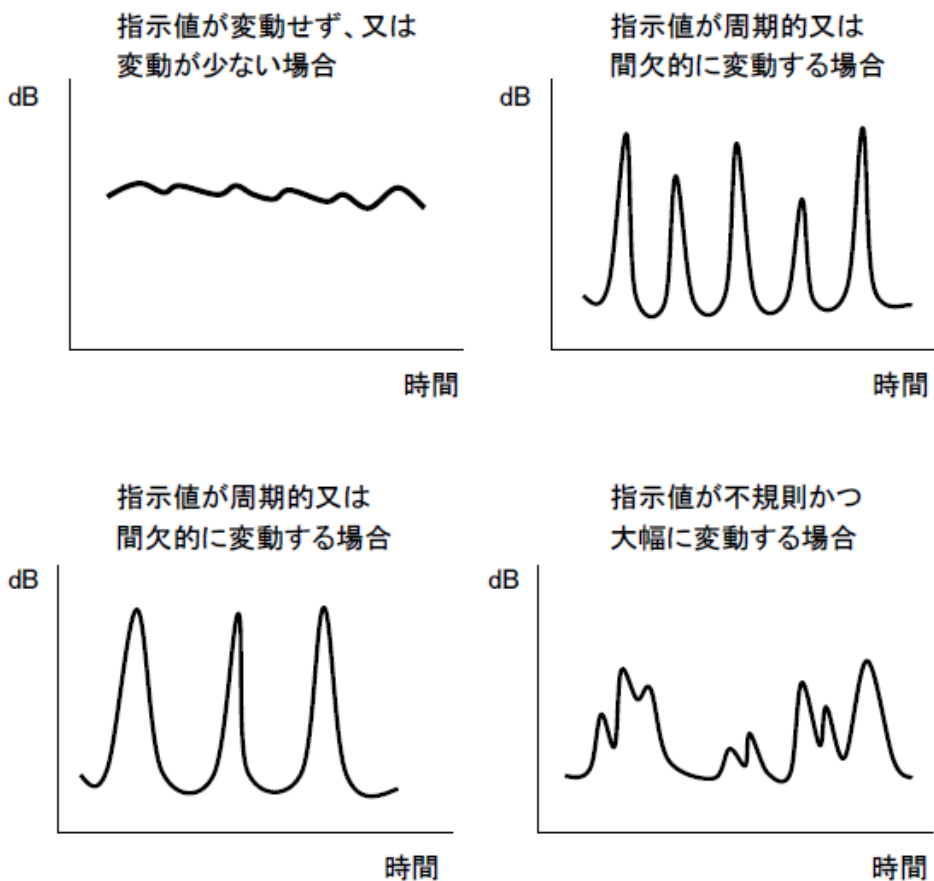 指示値が変動せず、又は
変動が少ない場合
dB
時間
指示値が周期的又は
間欠的に変動する場合
dB
時間
指示値が周期的又は
間欠的に変動する場合
dB
時間
指示値が不規則かつ
大幅に変動する場合
dB
時間